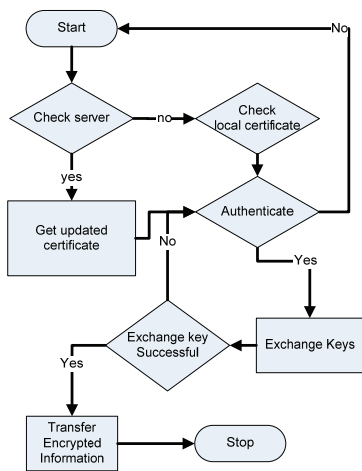 Start
No
Check server
no
Check
local certificate
yes
Get updated
certificate
Authenticate
No
Yes
Exchange key
Successful
Exchange Keys
Yes
Transfer
Encrypted
Information
Stop